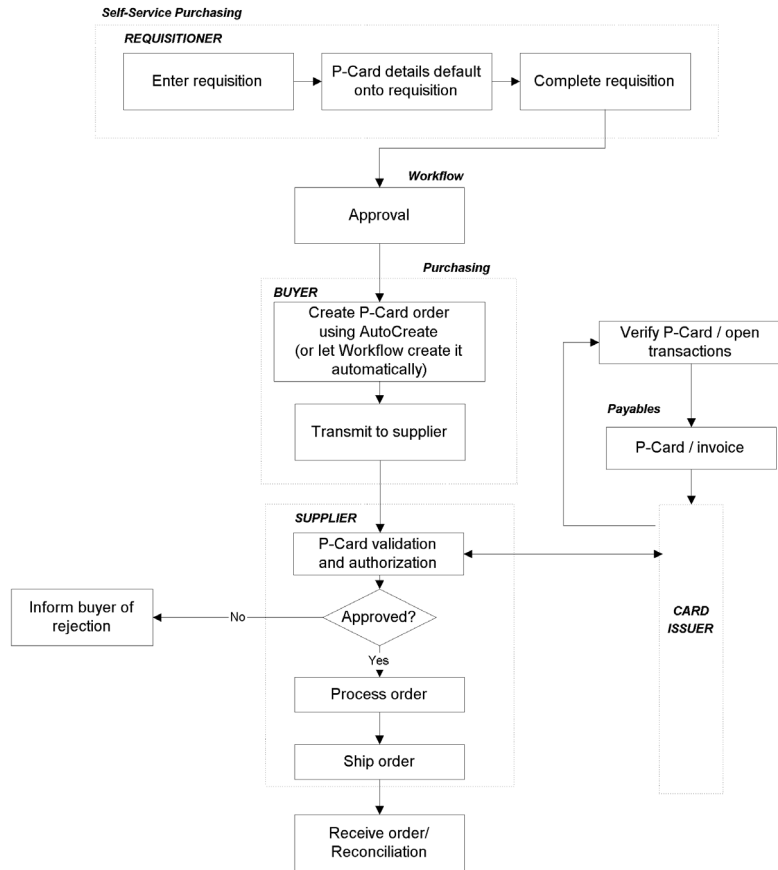 Self-Service Purchasing
REQUISITIONER
Enter requisition
P-Card details default
onto requisition
Complete requisition
Workflow
Approval
Purchasing
BUYER
Create P-Card order
using AutoCreate
(or let Workflow create it
automatically)
Verify P-Card / open
transactions
Transmit to supplier
Payables
P-Card / invoice
SUPPLIER
P-Card validation
and authorization
CARD
ISSUER
Inform buyer of
rejection
No
Approved?
Yes
Process order
Ship order
Receive order/
Reconciliation